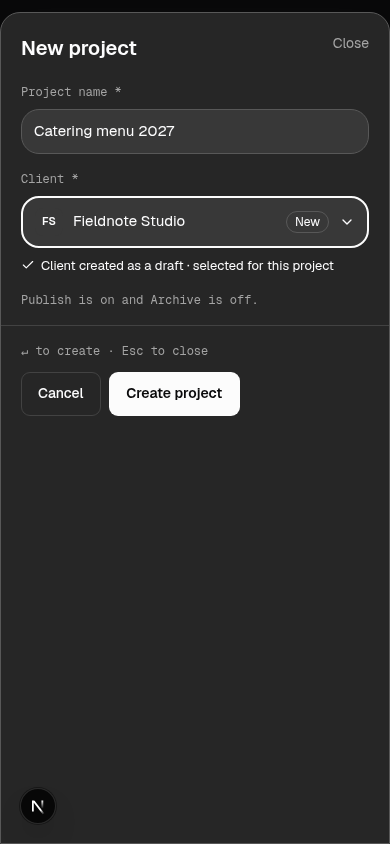 New project
Close
Project name *
Catering menu 2027
Client *
FS Fieldnote Studio New
Client created as a draft · selected for this project
Publish is on and Archive is off.
↵ to create · Esc to close
Cancel
Create project
N